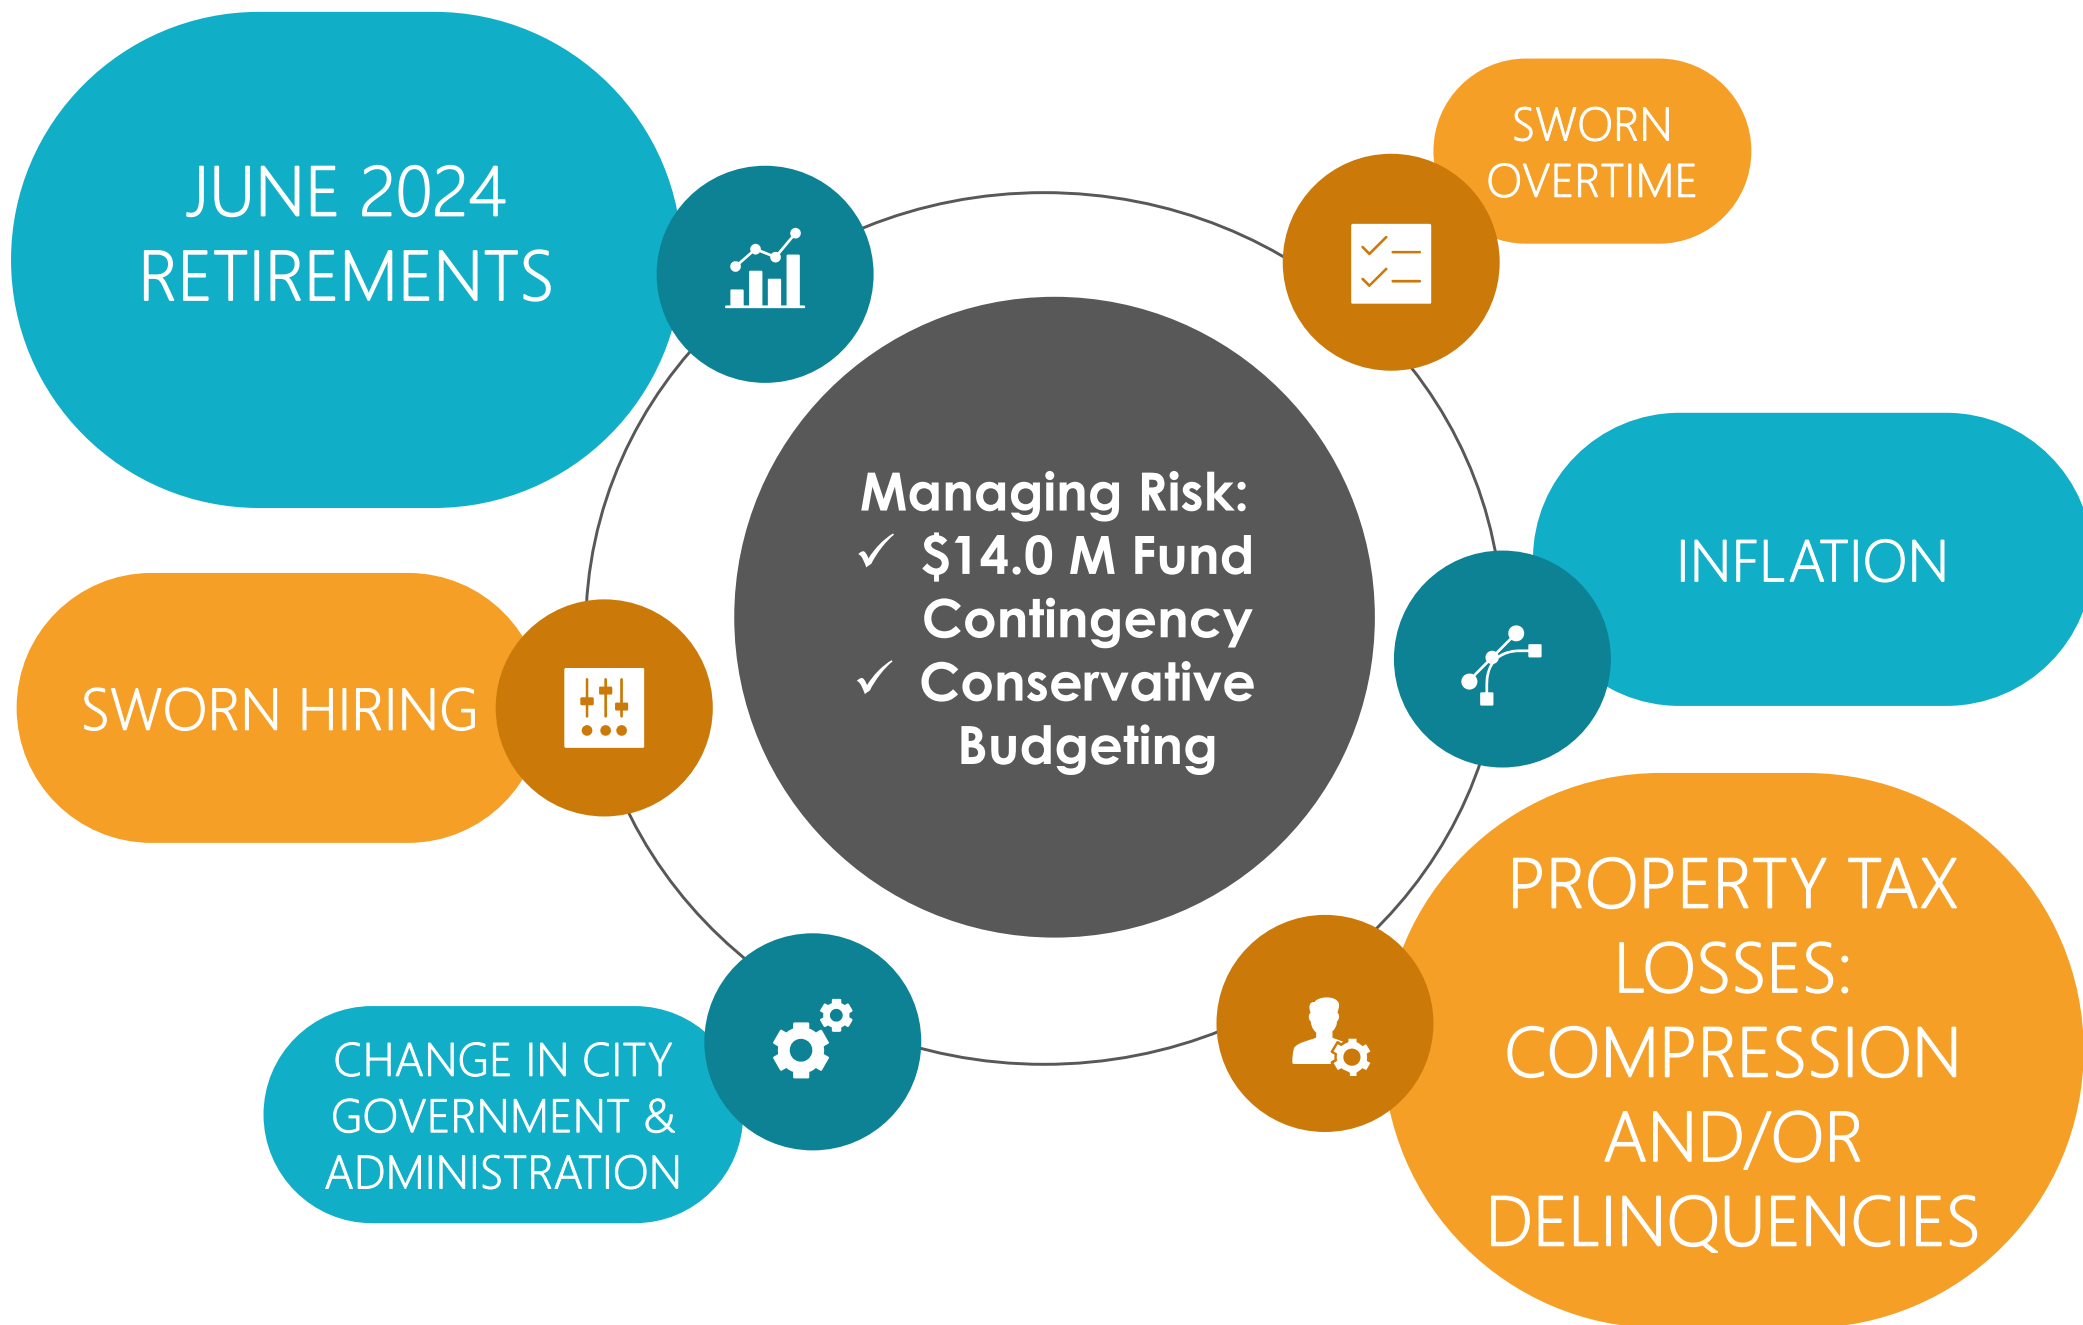 JUNE 2024
RETIREMENTS
SWORN
OVERTIME
Managing Risk:
✓ $14.0 M Fund
Contingency
✓ Conservative
Budgeting
INFLATION
SWORN HIRING
PROPERTY TAX
LOSSES:
COMPRESSION
AND/OR
DELINQUENCIES
CHANGE IN CITY
GOVERNMENT &
ADMINISTRATION